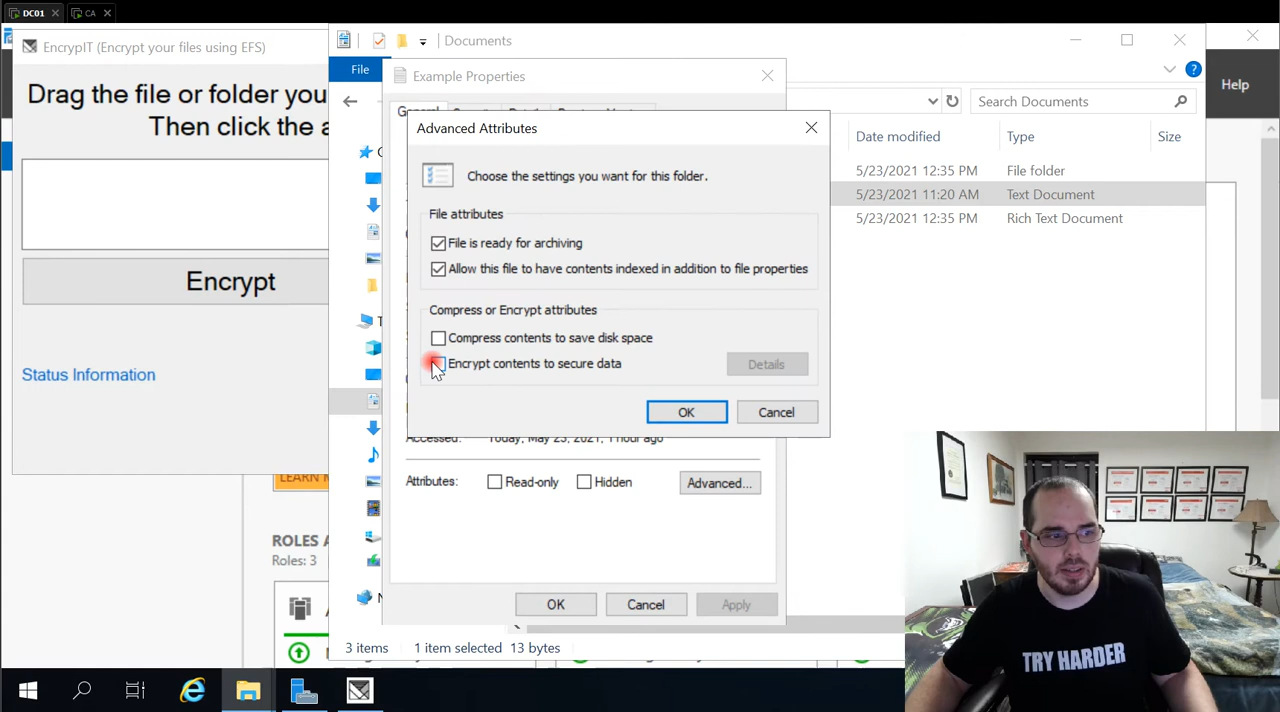 DC01
CA
EncrypIT (Encrypt your files using EFS)
Documents
File
Example Properties
Help
Drag the file or folder you
Then click the a
Search Documents
Advanced Attributes
Date modified
Type
Size
Choose the settings you want for this folder.
5/23/2021 12:35 PM
File folder
5/23/2021 11:20 AM
Text Document
5/23/2021 12:35 PM
Rich Text Document
File attributes
File is ready for archiving
Allow this file to have contents indexed in addition to file properties
Encrypt
Compress or Encrypt attributes
Compress contents to save disk space
Encrypt contents to secure data
Details
Status Information
OK
Cancel
Accessed:
Today, May 23, 2021, 1 hour ago
Attributes:
Read-only
Hidden
Advanced...
ROLES A
Roles: 3
OK
Cancel
Apply
3 items
1 item selected
13 bytes
TRY HARDER